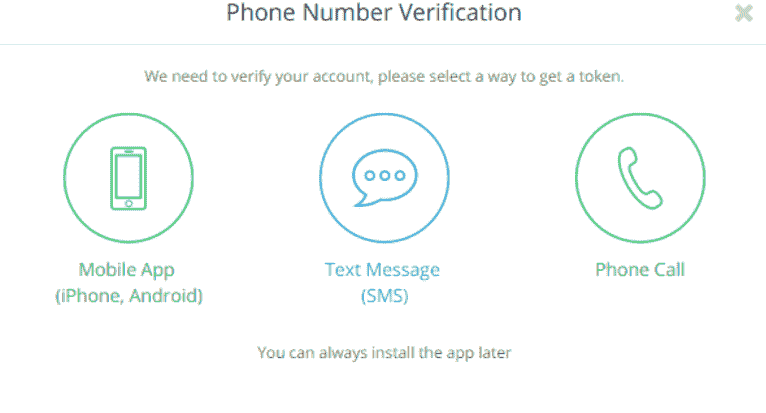 Phone Number Verification
We need to verify your account, please select a way to get a token.
Mobile App
(iPhone, Android)
Text Message
(SMS)
Phone Call
You can always install the app later